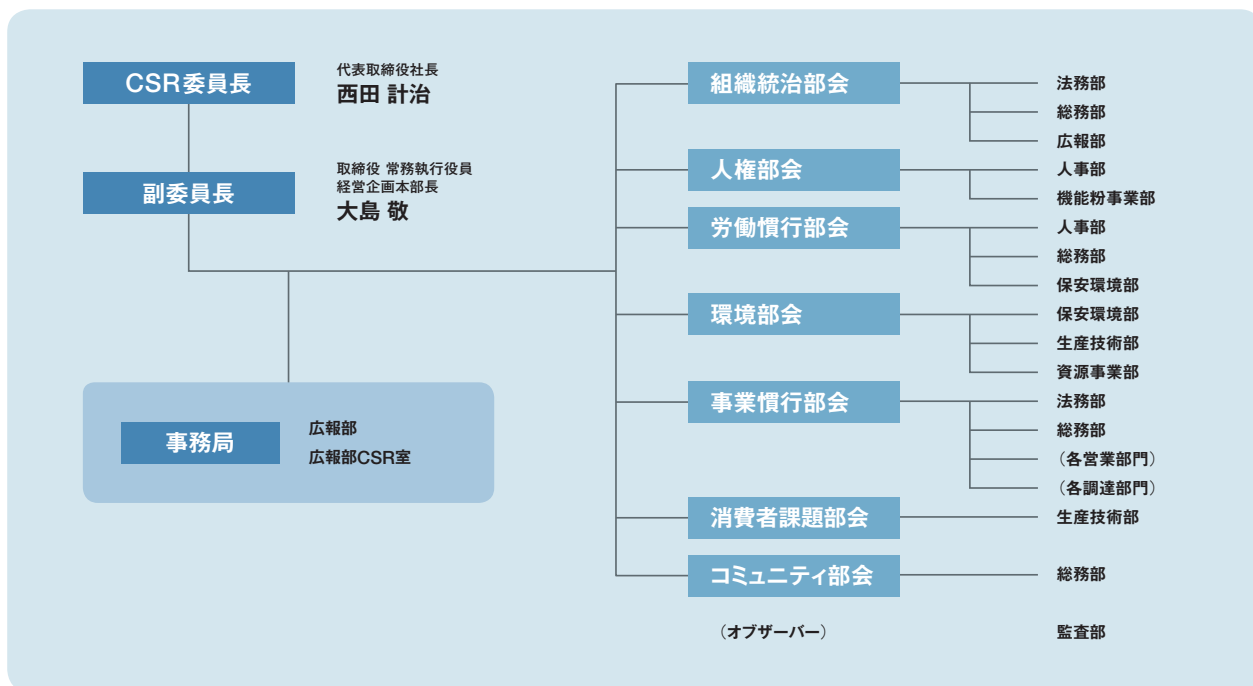 CSR委員長
代表取締役社長
西田 計治
副委員長
取締役 常務執行役員
経営企画本部長
大島 敬
事務局
広報部
広報部CSR室
組織統治部会
法務部
総務部
広報部
人権部会
人事部
機能粉事業部
労働慣行部会
人事部
総務部
保安環境部
環境部会
保安環境部
生産技術部
資源事業部
事業慣行部会
法務部
総務部
（各営業部門）
（各調達部門）
消費者課題部会
生産技術部
コミュニティ部会
総務部
（オブザーバー）
監査部